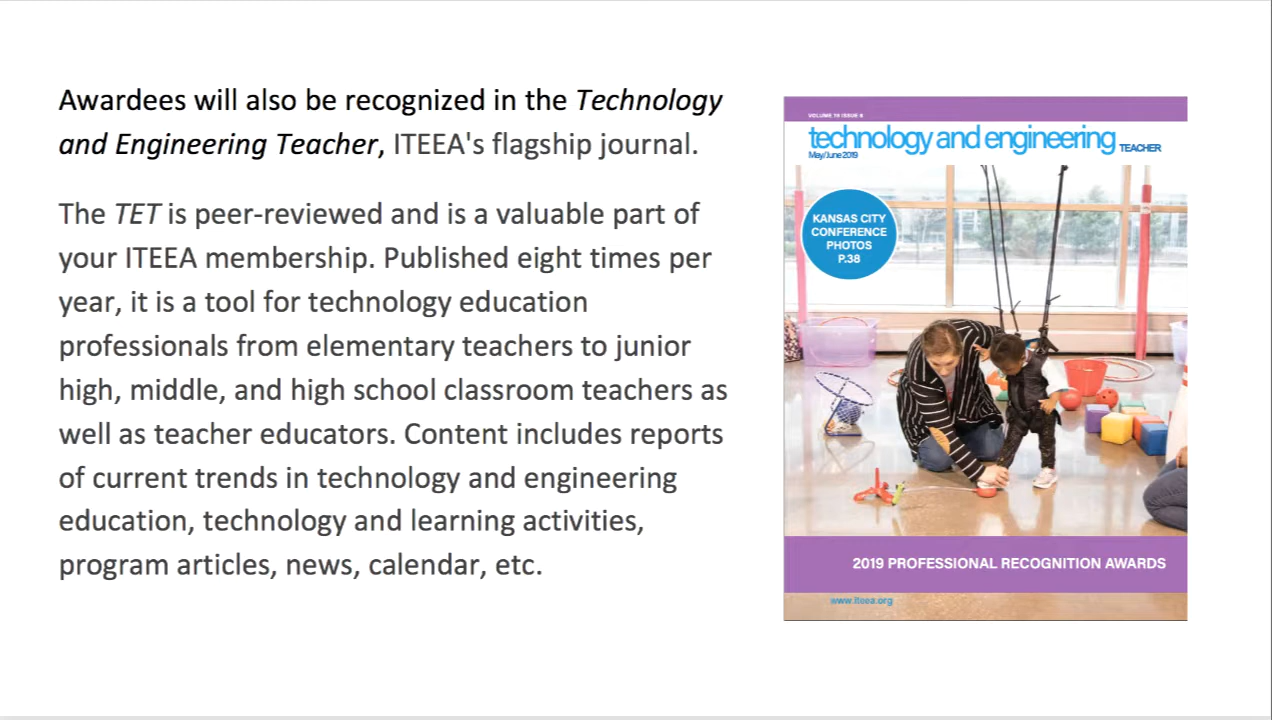 Awardees will also be recognized in the Technology
and Engineering Teacher, ITEEA's flagship journal.
The TET is peer-reviewed and is a valuable part of
your ITEEA membership. Published eight times per
year, it is a tool for technology education
professionals from elementary teachers to junior
high, middle, and high school classroom teachers as
well as teacher educators. Content includes reports
of current trends in technology and engineering
education, technology and learning activities,
program articles, news, calendar, etc.
VOLUME 78 ISSUE 8
technology and engineering TEACHER
May/June 2019
KANSAS CITY
CONFERENCE
PHOTOS
P.38
2019 PROFESSIONAL RECOGNITION AWARDS
www.iteea.org